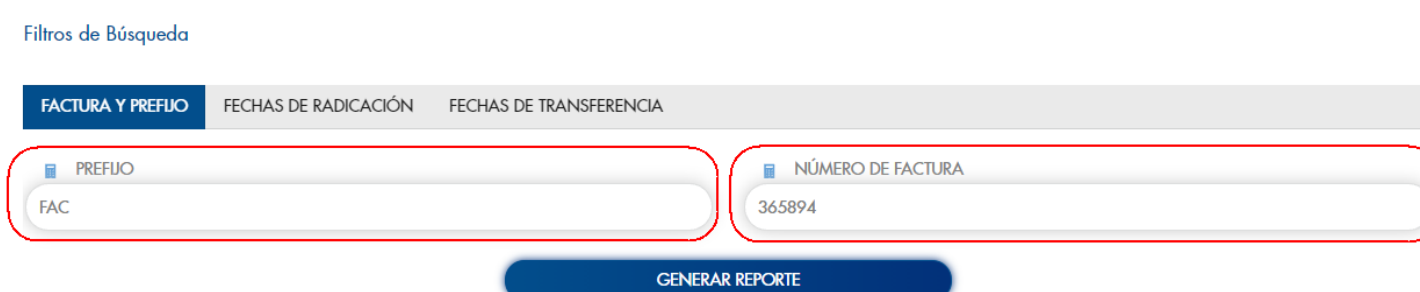 Filtros de Búsqueda
FACTURA Y PREFIJO FECHAS DE RADICACIÓN FECHAS DE TRANSFERENCIA
PREFIJO NÚMERO DE FACTURA
FAC 365894
GENERAR REPORTE